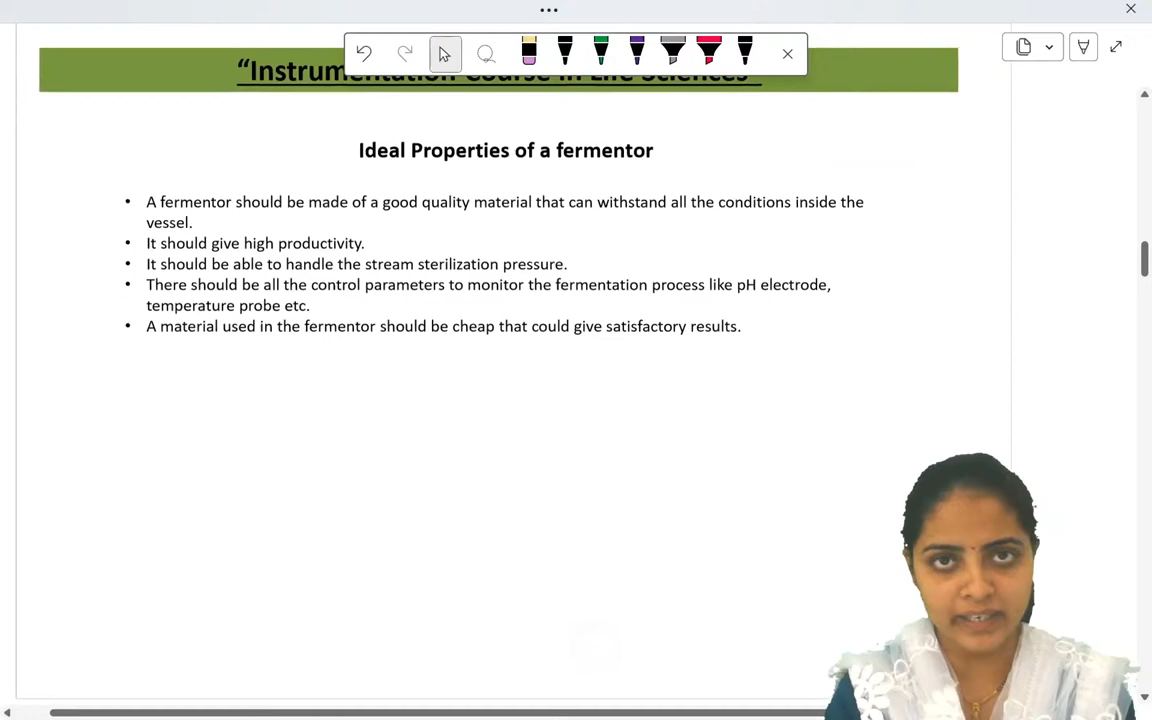 “Instrumentation Course in Life Sciences”
Ideal Properties of a fermentor
• A fermentor should be made of a good quality material that can withstand all the conditions inside the
vessel.
• It should give high productivity.
• It should be able to handle the stream sterilization pressure.
• There should be all the control parameters to monitor the fermentation process like pH electrode,
temperature probe etc.
• A material used in the fermentor should be cheap that could give satisfactory results.